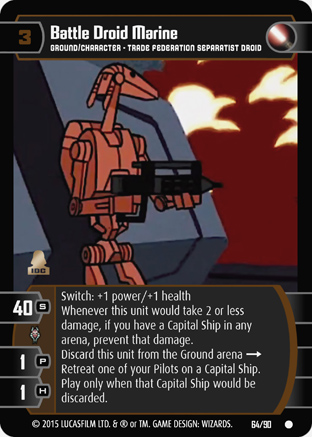 3
Battle Droid Marine
GROUND/CHARACTER - TRADE FEDERATION SEPARATIST DROID
IDC
40 S
Switch: +1 power/+1 health
Whenever this unit would take 2 or less
damage, if you have a Capital Ship in any
arena, prevent that damage.
1 P
Discard this unit from the Ground arena →
Retreat one of your Pilots on a Capital Ship.
1 H
Play only when that Capital Ship would be
discarded.
© 2015 LUCASFILM LTD. & ® or TM. GAME DESIGN: WIZARDS. 64/90